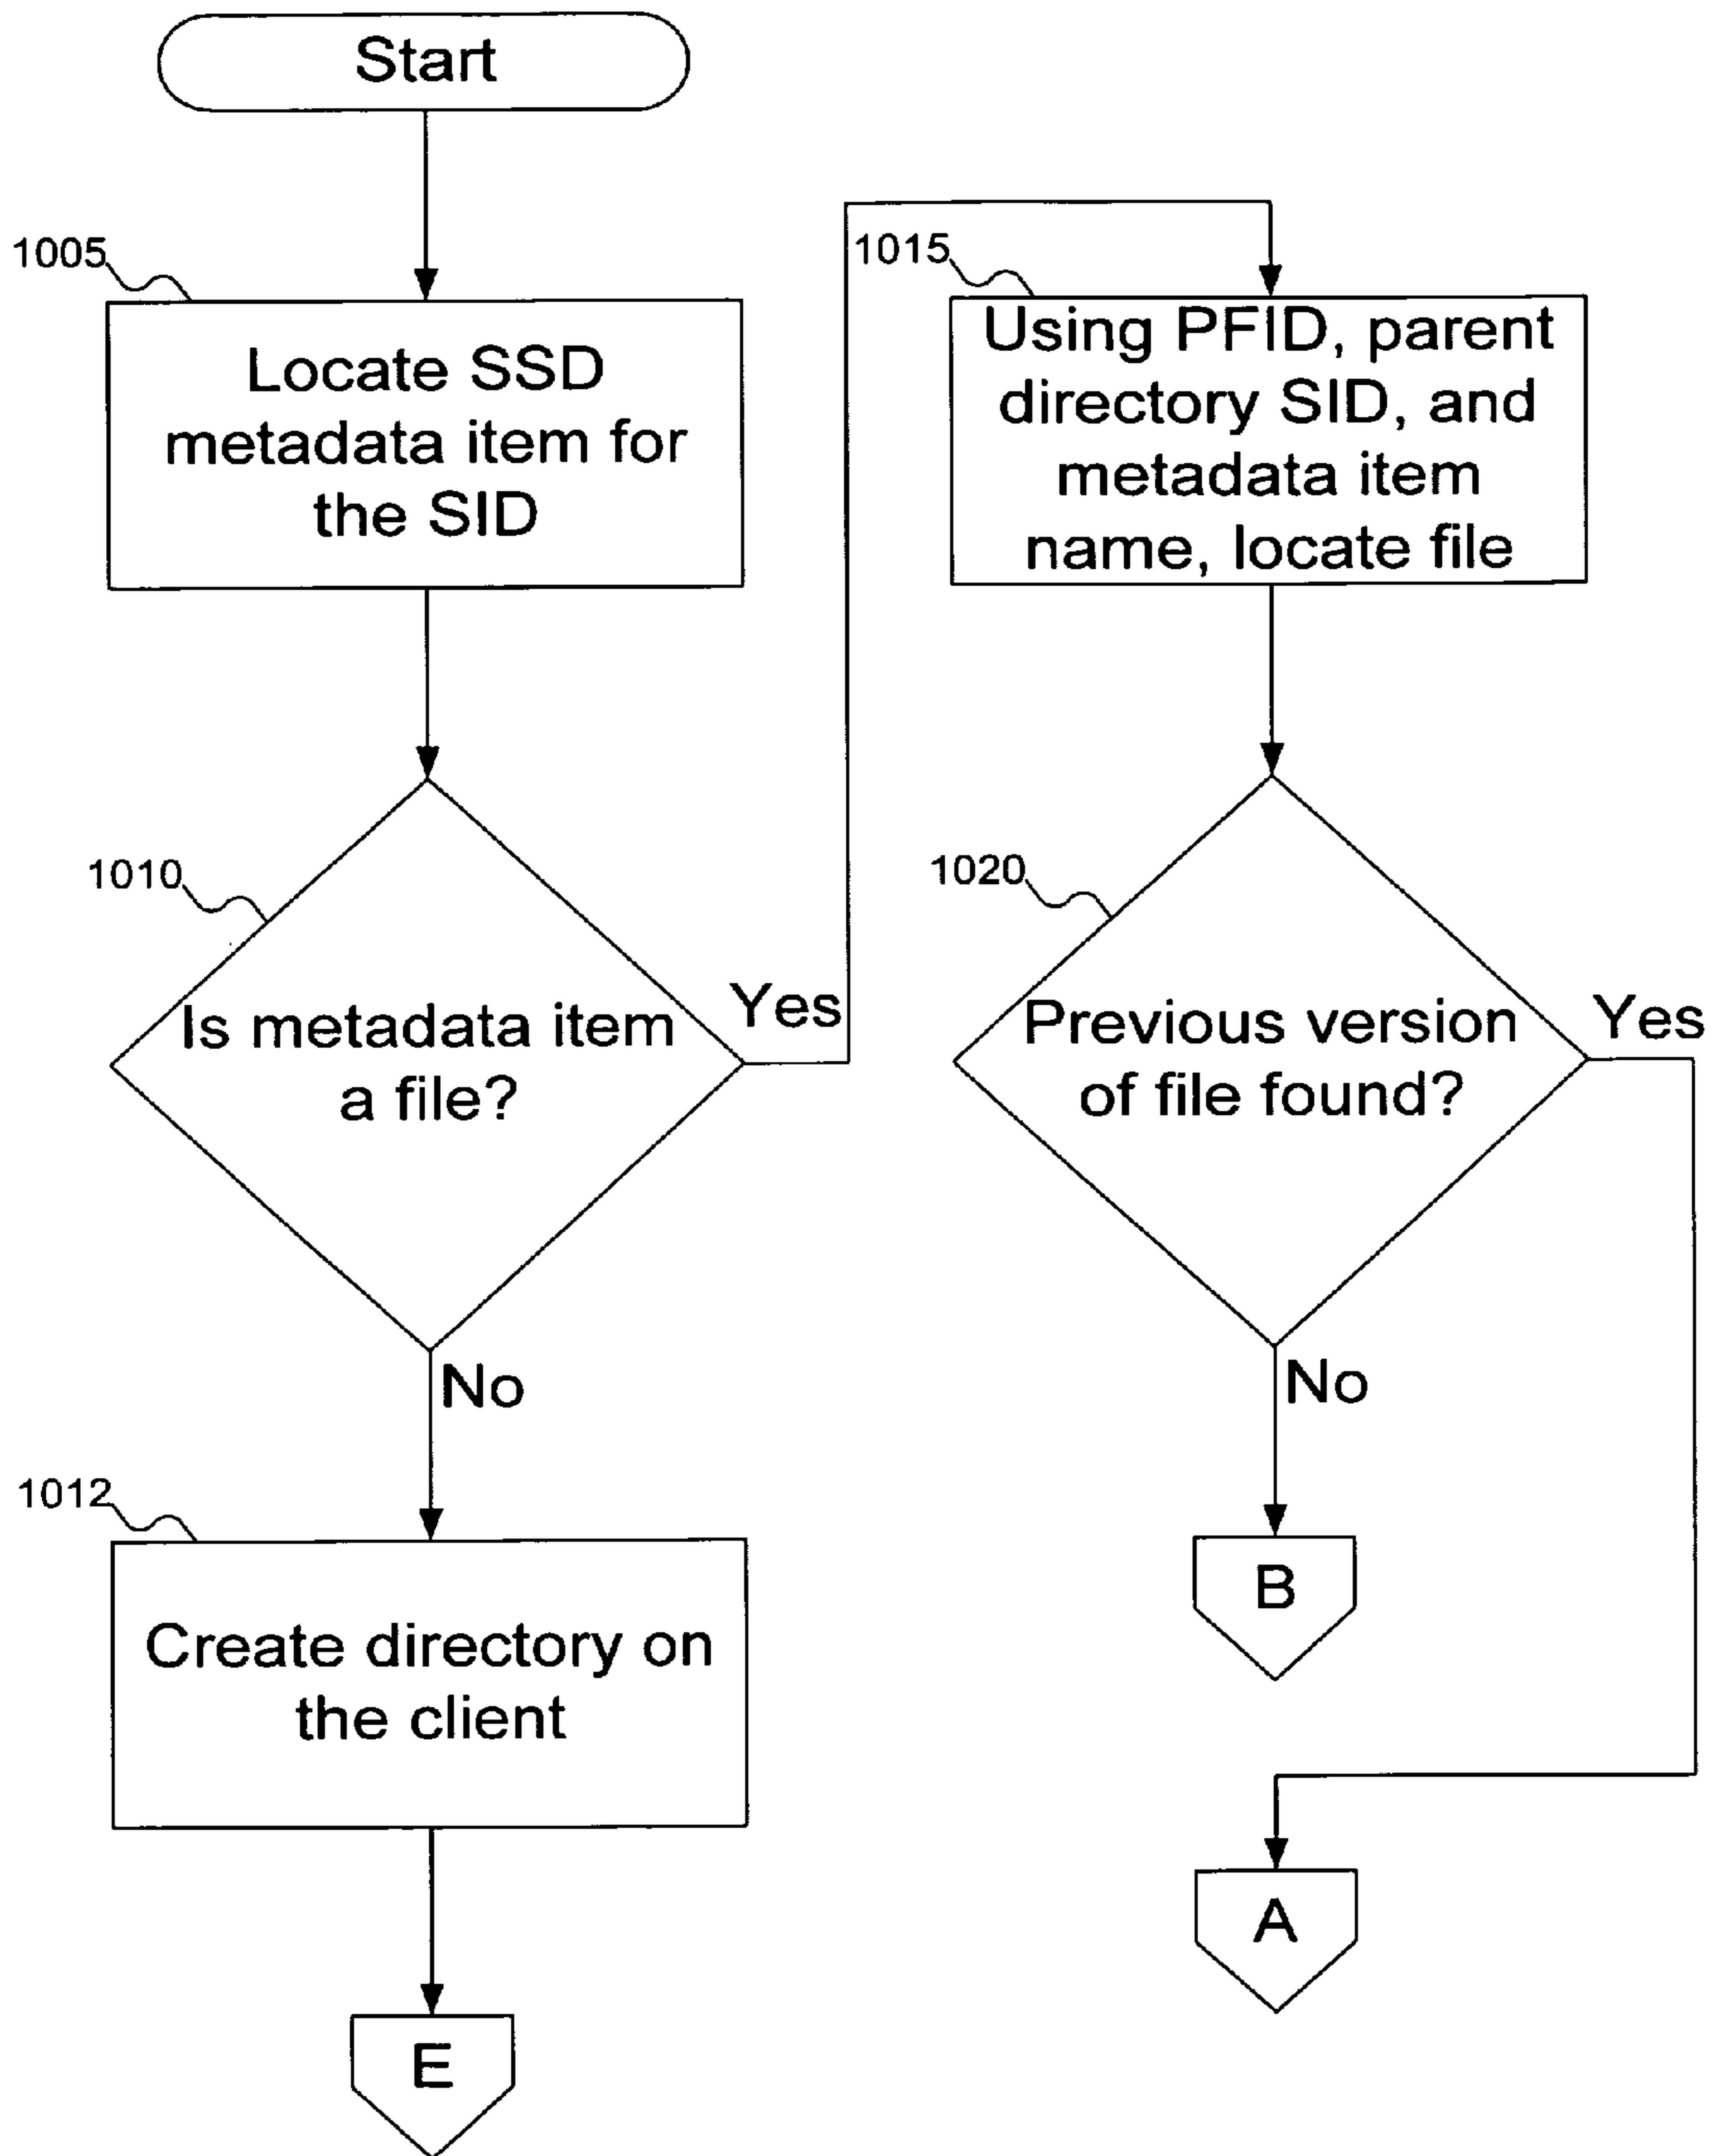 Start
1005
Locate SSD
metadata item for
the SID
1010
Is metadata item
a file?
Yes
No
1012
Create directory on
the client
E
1015
Using PFID, parent
directory SID, and
metadata item
name, locate file
1020
Previous version
of file found?
Yes
No
B
A